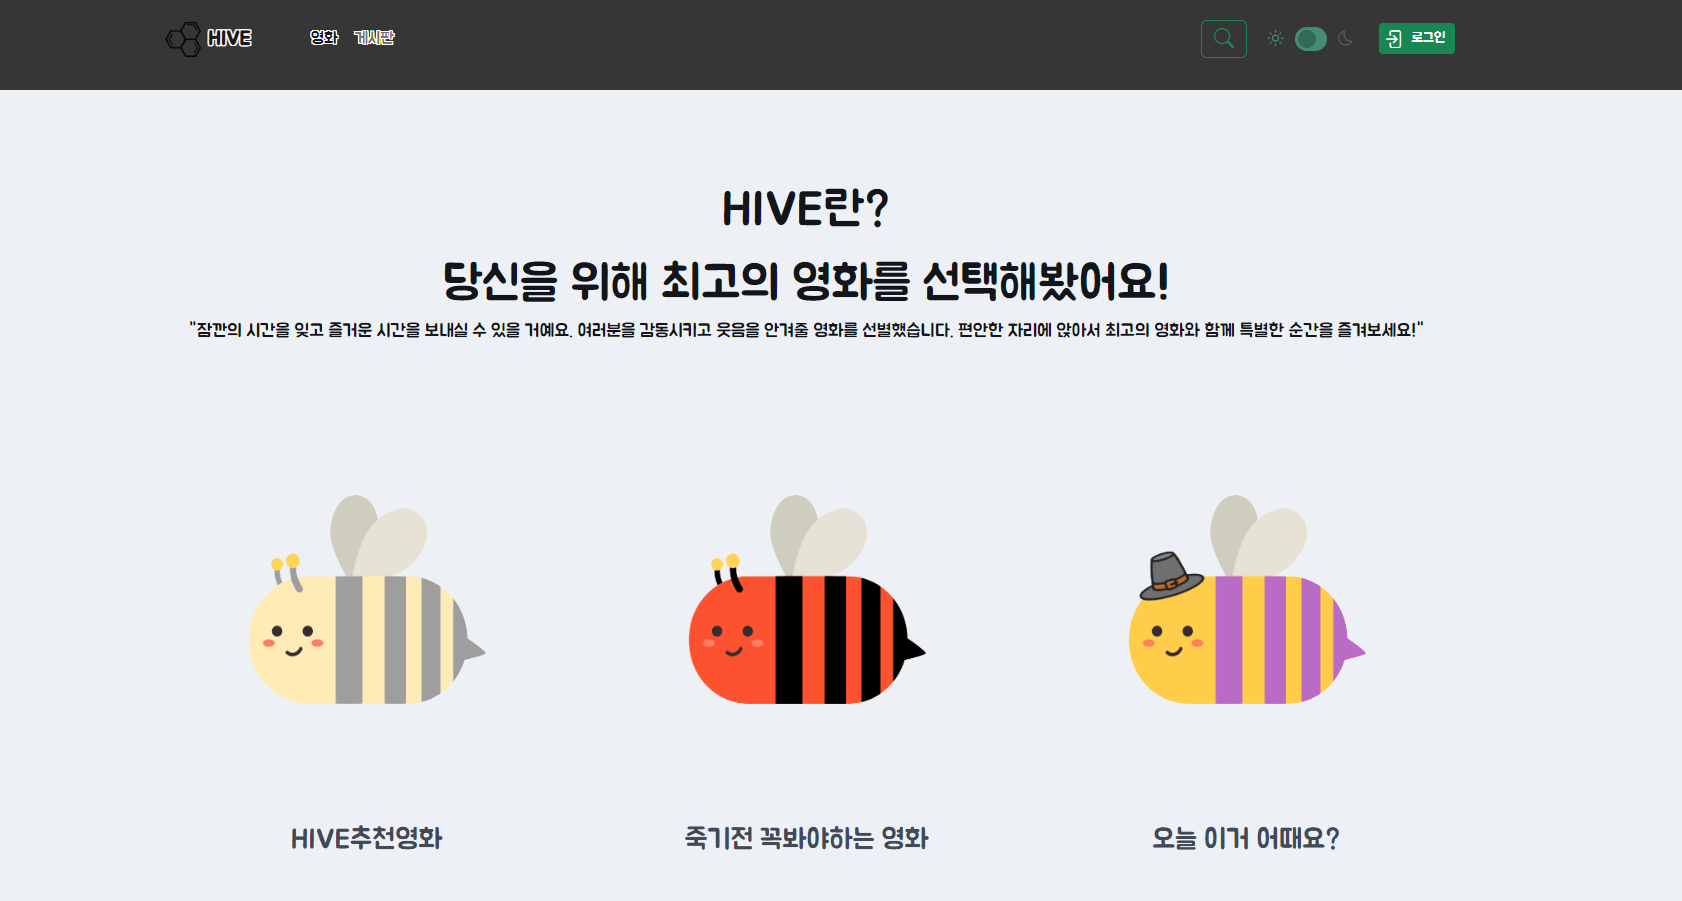 HIVE 영화 게시판 로그인
HIVE란?
당신을 위해 최고의 영화를 선택해봤어요!
"잠깐의 시간을 잊고 즐거운 시간을 보내실 수 있을 거예요. 여러분을 감동시키고 웃음을 안겨줄 영화를 선별했습니다. 편안한 자리에 앉아서 최고의 영화와 함께 특별한 순간을 즐겨보세요!"
HIVE추천영화
죽기전 꼭봐야하는 영화
오늘 이거 어때요?